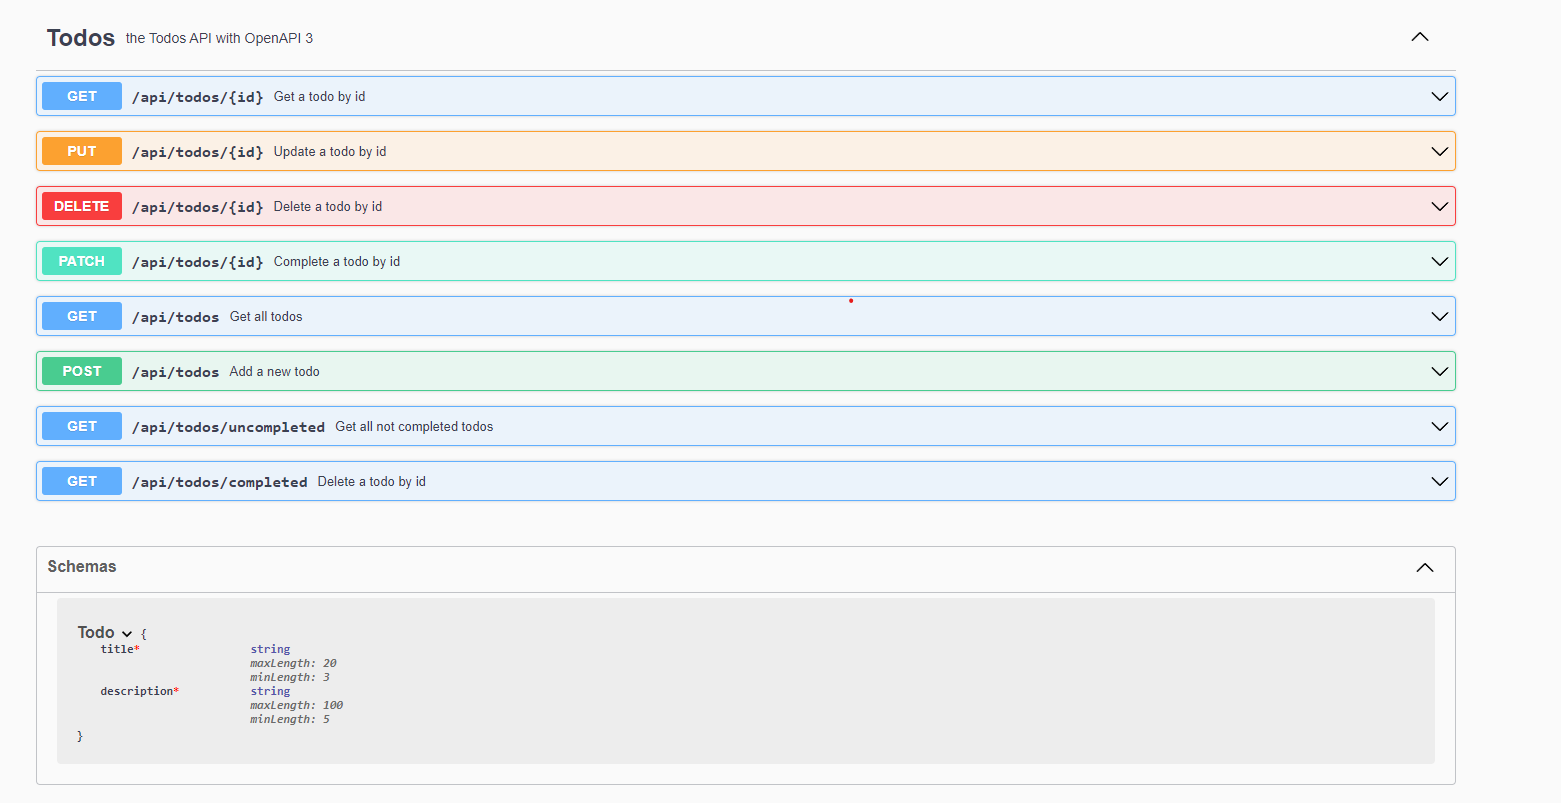 Todos the Todos API with OpenAPI 3
GET /api/todos/{id} Get a todo by id
PUT /api/todos/{id} Update a todo by id
DELETE /api/todos/{id} Delete a todo by id
PATCH /api/todos/{id} Complete a todo by id
GET /api/todos Get all todos
POST /api/todos Add a new todo
GET /api/todos/uncompleted Get all not completed todos
GET /api/todos/completed Delete a todo by id
Schemas
Todo {
title* string
maxLength: 20
minLength: 3
description* string
maxLength: 100
minLength: 5
}